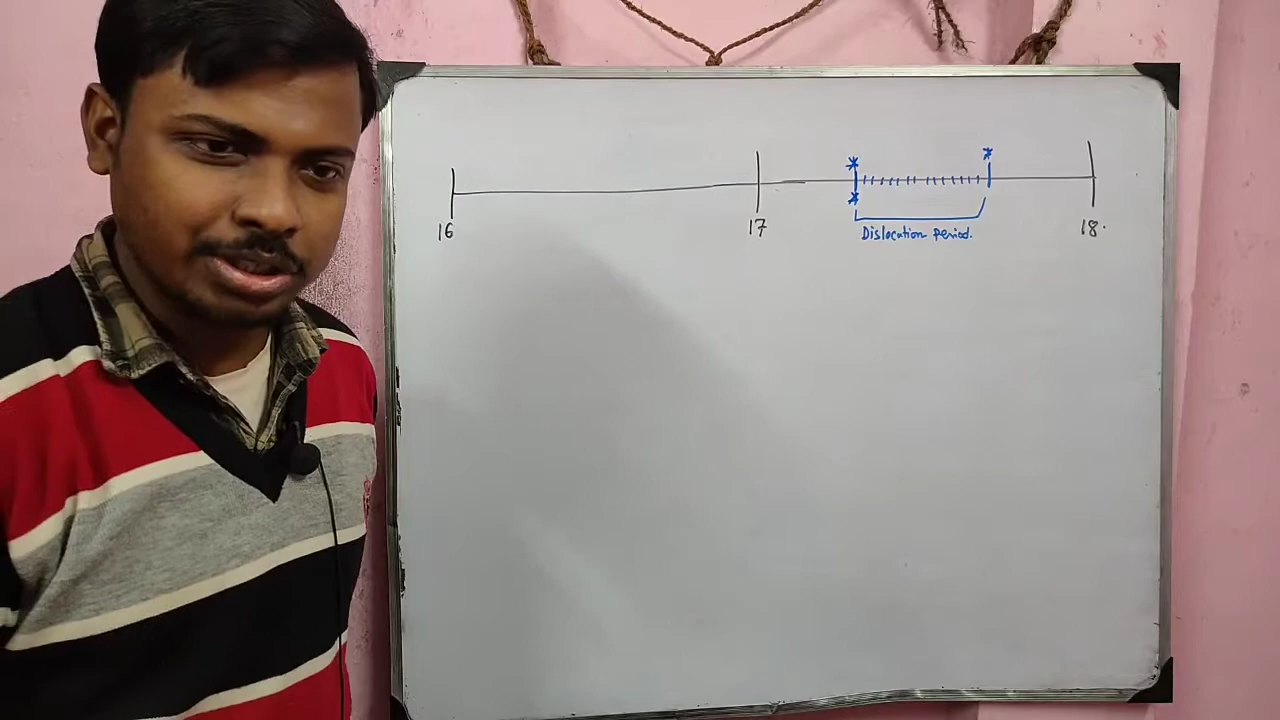 * *
*
16 17 18.
Dislocation period.